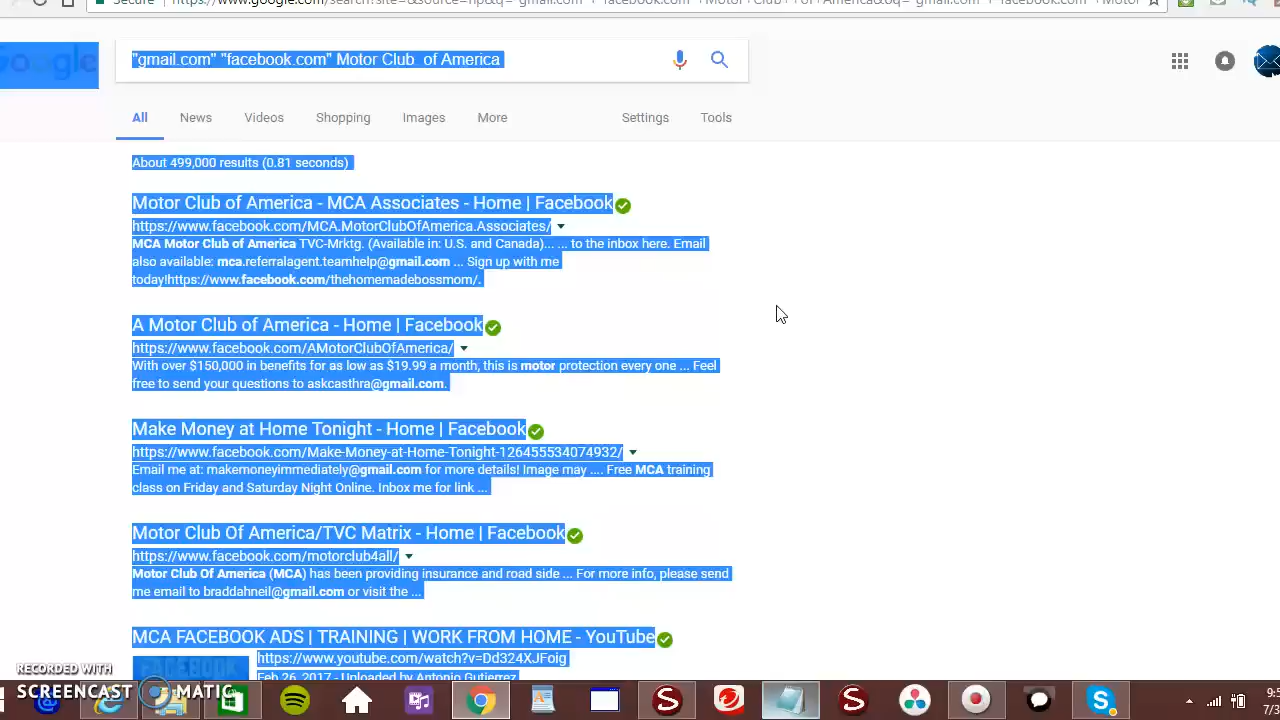 Secure
Google
"gmail.com" "facebook.com" Motor Club of America
All News Videos Shopping Images More Settings Tools
About 499,000 results (0.81 seconds)
Motor Club of America - MCA Associates - Home | Facebook
https://www.facebook.com/MCA.MotorClubOfAmerica.Associates/
MCA Motor Club of America TVC-Mrktg. (Available in: U.S. and Canada)... ... to the inbox here. Email
also available: mca.referralagent.teamhelp@gmail.com ... Sign up with me
today!https://www.facebook.com/thehomemadebossmom/.
A Motor Club of America - Home | Facebook
https://www.facebook.com/AMotorClubOfAmerica/
With over $150,000 in benefits for as low as $19.99 a month, this is motor protection every one ... Feel
free to send your questions to askcasthra@gmail.com.
Make Money at Home Tonight - Home | Facebook
https://www.facebook.com/Make-Money-at-Home-Tonight-126455534074932/
Email me at: makemoneyimmediately@gmail.com for more details! Image may .... Free MCA training
class on Friday and Saturday Night Online. Inbox me for link ...
Motor Club Of America/TVC Matrix - Home | Facebook
https://www.facebook.com/motorclub4all/
Motor Club Of America (MCA) has been providing insurance and road side ... For more info, please send
me email to braddahneil@gmail.com or visit the ...
MCA FACEBOOK ADS | TRAINING | WORK FROM HOME - YouTube
FACEBOOK
https://www.youtube.com/watch?v=Dd324XJFoig
Feb 26, 2017 - Uploaded by Antonio Gutierrez
RECORDED WITH
SCREENCAST MATIC